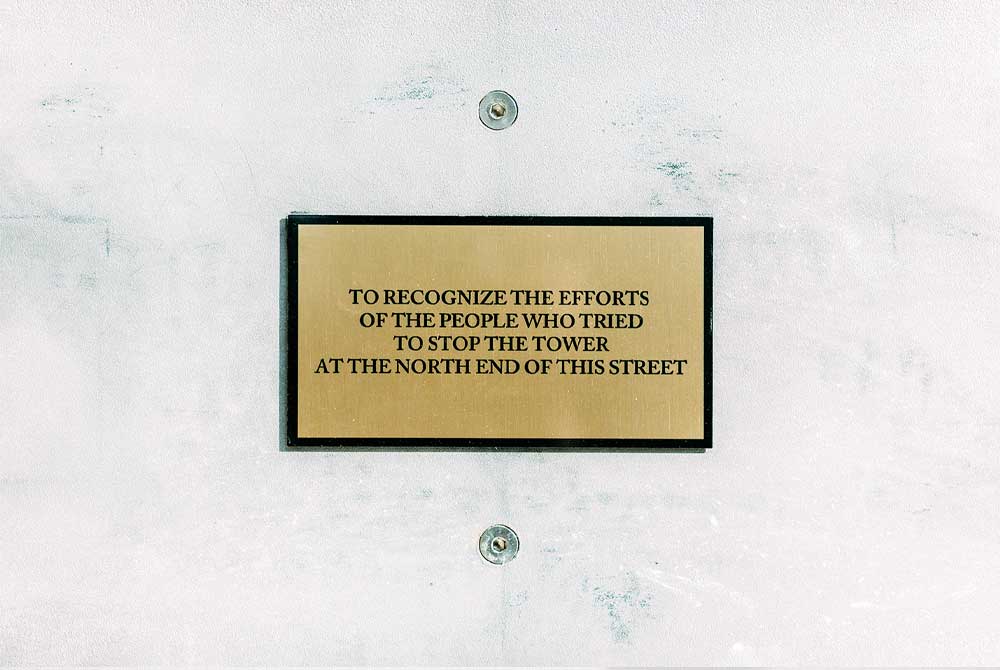 TO RECOGNIZE THE EFFORTS
OF THE PEOPLE WHO TRIED
TO STOP THE TOWER
AT THE NORTH END OF THIS STREET